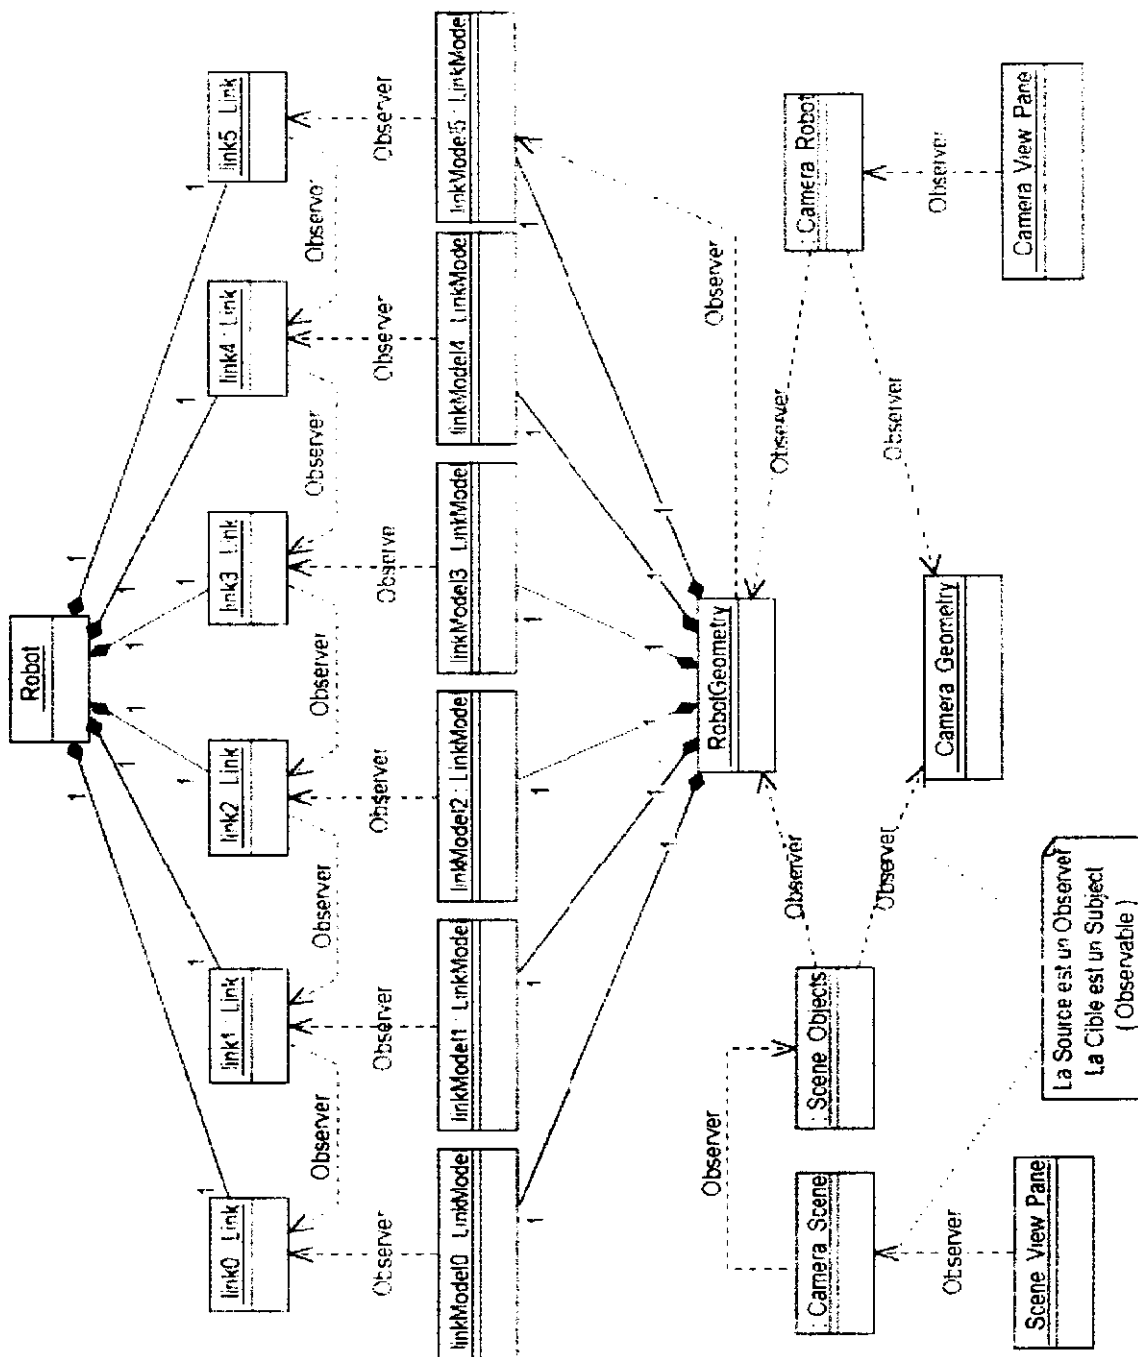 Robot
1
1
1
1
1
1
1
1
1
1
1
1
link0 Link
link1 Link
link2 Link
link3 Link
link4 Link
link5 Link
Observer
Observer
Observer
Observer
Observer
Observer
Observer
Observer
Observer
Observer
Observer
linkModel0 LinkModel
linkModel1 : LinkModel
linkModel2 : LinkModel
linkModel3 LinkModel
linkModel4 LinkModel
linkModel5 : LinkModel
1
1
1
1
1
1
1
1
1
1
1
1
Observer
RobotGeometry
Observer
Observer
Observer
Observer
Observer
: Camera Scene
: Scene Objects
Camera Geometry
: Camera Robot
Observer
Observer
Scene View Pane
Camera View Pane
La Source est un Observer
La Cible est un Subject
( Observable )